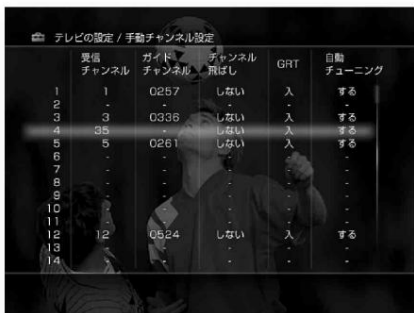 テレビの設定 / 手動チャンネル設定
受信チャンネル ガイドチャンネル チャンネル飛ばし GRT 自動チューニング
1 1 0257 しない 入 する
2 - - - - -
3 3 0336 しない 入 する
4 35 - しない 入 する
5 5 0261 しない 入 する
6 - - - - -
7 - - - - -
8 - - - - -
9 - - - - -
10 - - - - -
11 - - - - -
12 12 0524 しない 入 する
13 - - - - -
14 - - - - -